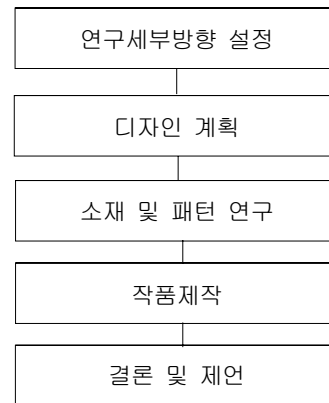 연구세부방향 설정
디자인 계획
소재 및 패턴 연구
작품제작
결론 및 제언